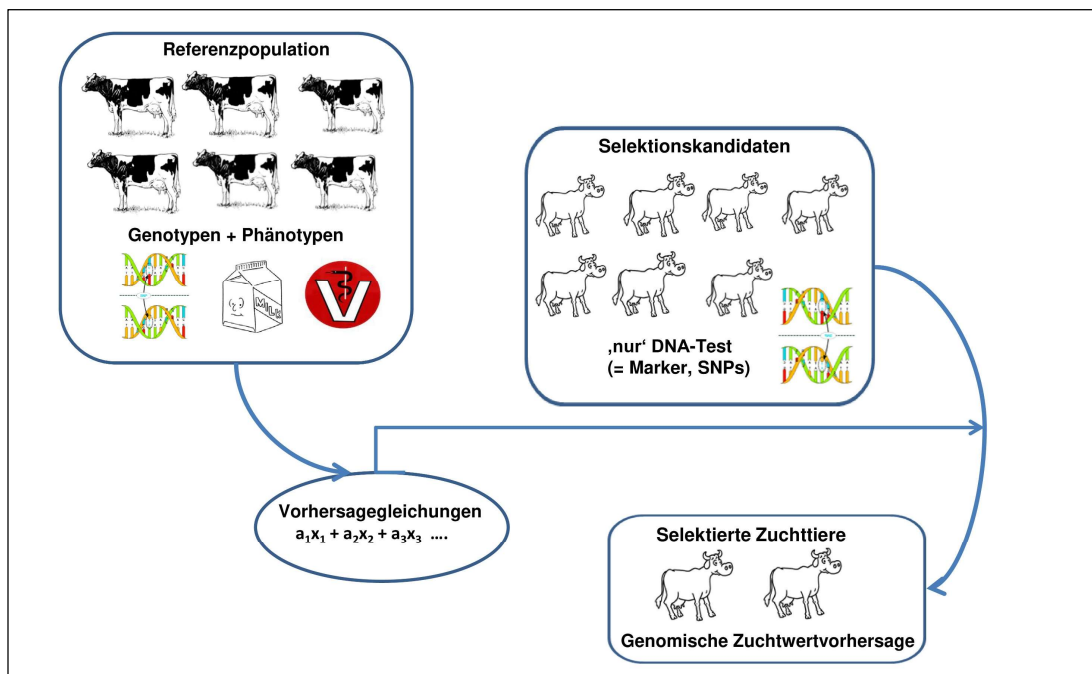 Referenzpopulation
Genotypen + Phänotypen
MILK
V
Selektionskandidaten
‚nur‘ DNA-Test
(= Marker, SNPs)
Vorhersagegleichungen
a₁x₁ + a₂x₂ + a₃x₃ ....
Selektierte Zuchttiere
Genomische Zuchtwertvorhersage